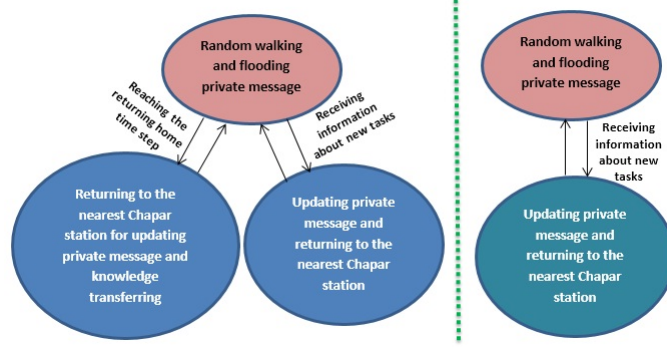 Random walking
and flooding
private message
Reaching the
returning home
time step
Receiving
information
about new tasks
Returning to the
nearest Chapar
station for updating
private message and
knowledge
transferring
Updating private
message and
returning to the
nearest Chapar
station
Random walking
and flooding
private message
Receiving
information
about new
tasks
Updating private
message and
returning to the
nearest Chapar
station